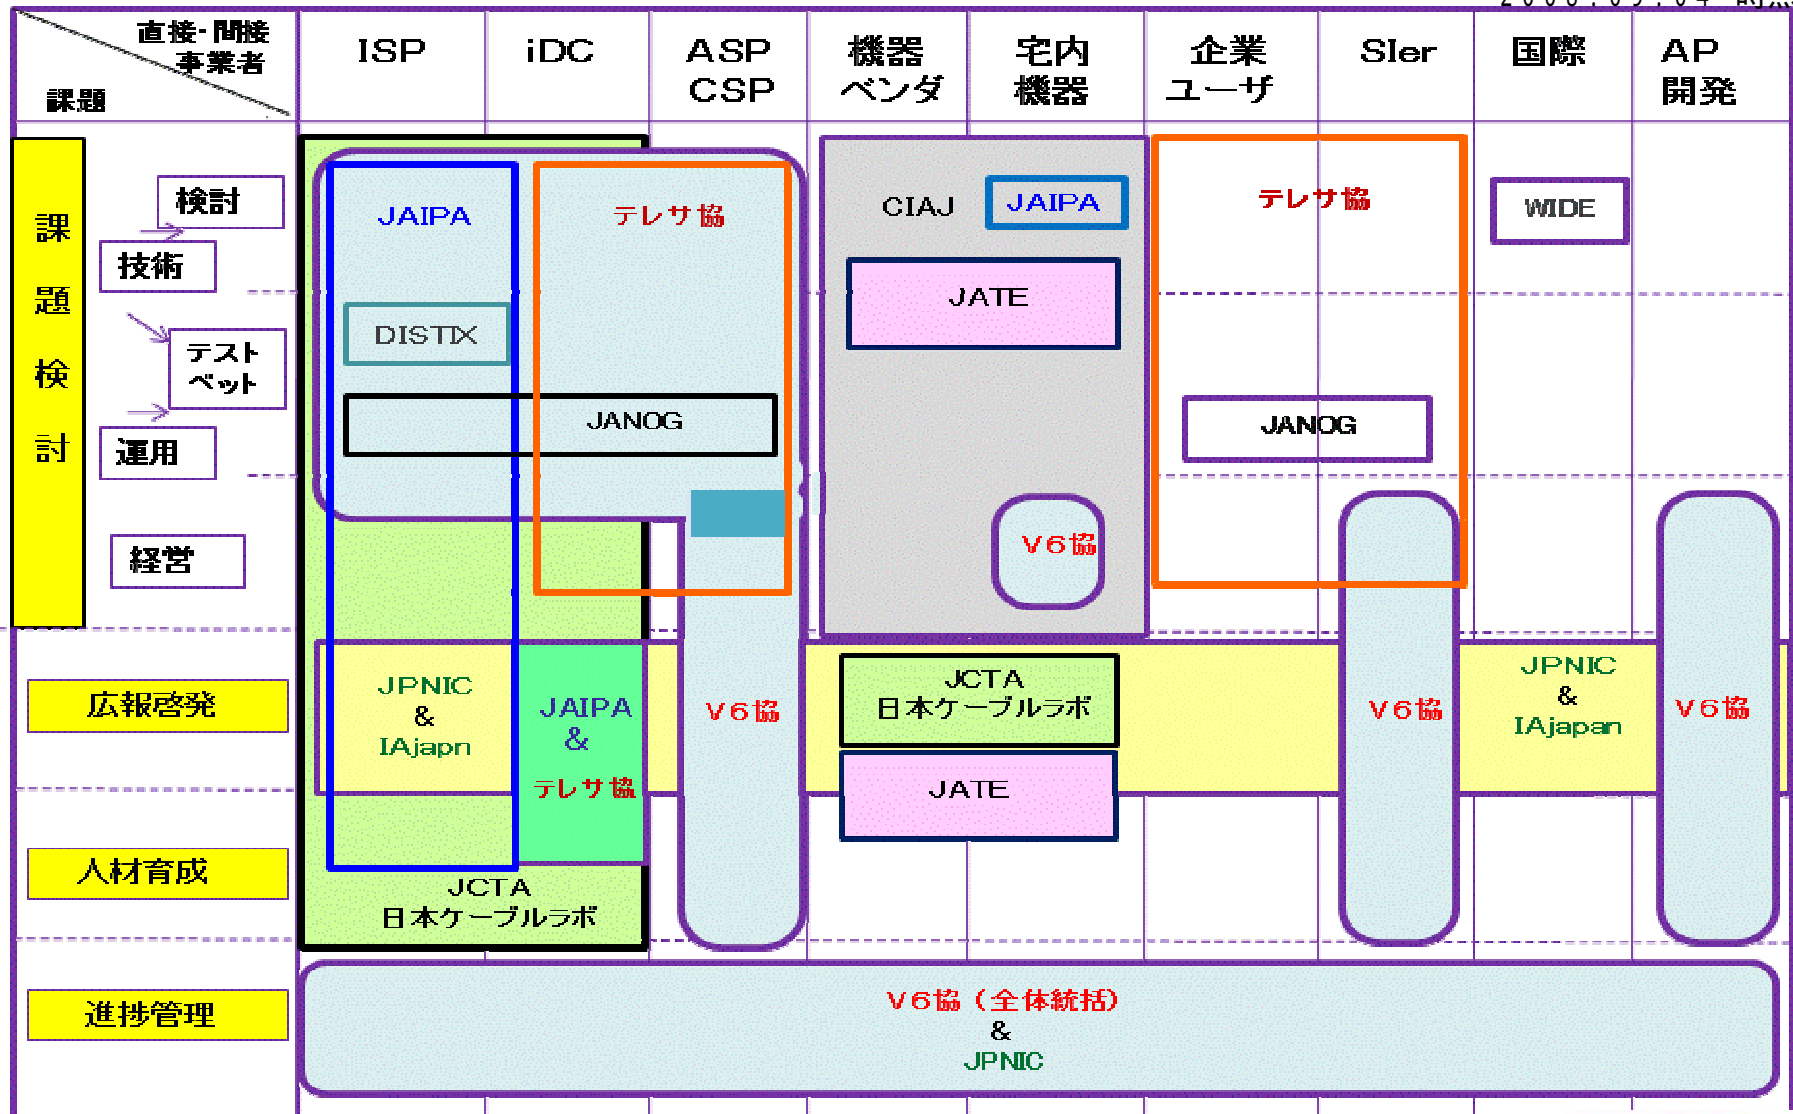 直接・間接
事業者
課題
ISP
iDC
ASP
CSP
機器
ベンダ
宅内
機器
企業
ユーザ
SIer
国際
AP
開発
課題検討
検討
技術
テスト
ベット
運用
経営
JAIPA
テレサ協
DISTIX
JANOG
CIAJ
JAIPA
JATE
V6協
テレサ協
JANOG
WIDE
広報啓発
JPNIC
&
IAjapn
JAIPA
&
テレサ協
V6協
JCTA
日本ケーブルラボ
JATE
V6協
JPNIC
&
IAjapan
V6協
人材育成
JCTA
日本ケーブルラボ
進捗管理
V6協（全体統括）
&
JPNIC